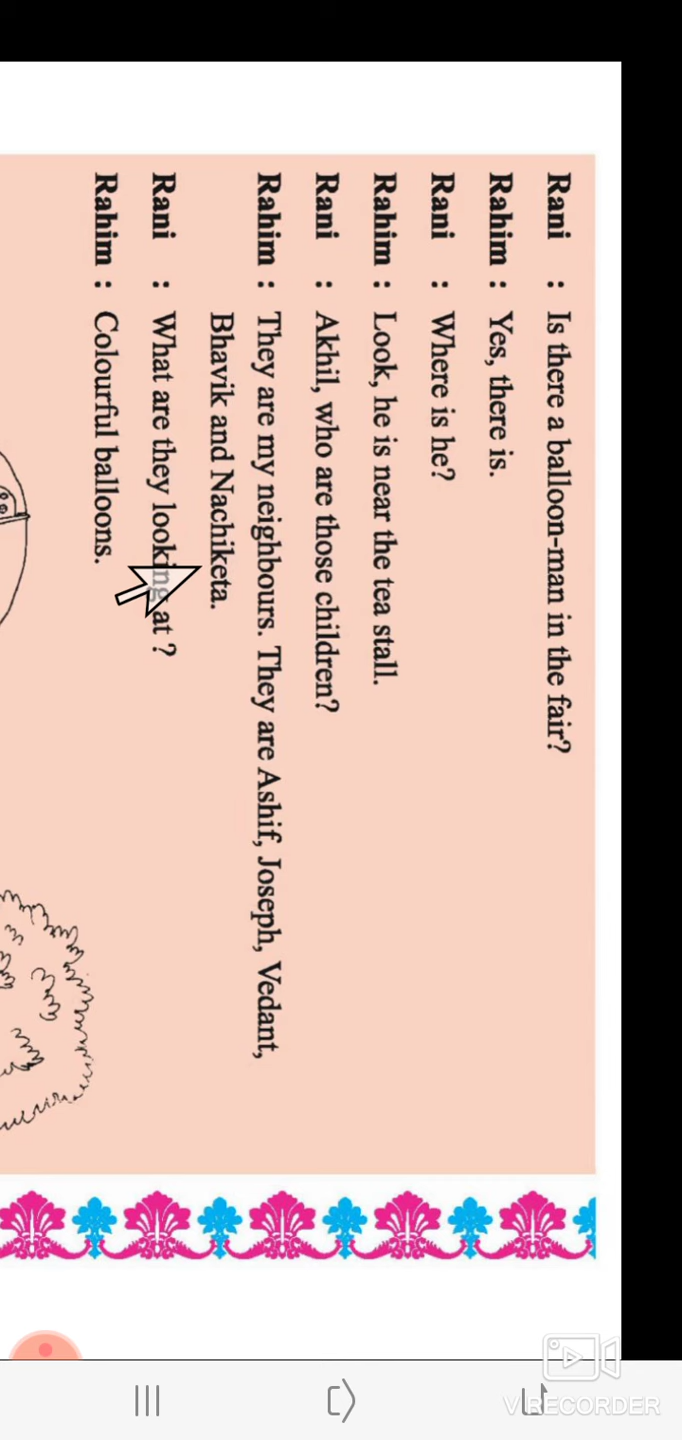 Rani : Is there a balloon-man in the fair?
Rahim : Yes, there is.
Rani : Where is he?
Rahim : Look, he is near the tea stall.
Rani : Akhil, who are those children?
Rahim : They are my neighbours. They are Ashif, Joseph, Vedant,
Bhavik and Nachiketa.
Rani : What are they looking at ?
Rahim : Colourful balloons.
VIRECORDER